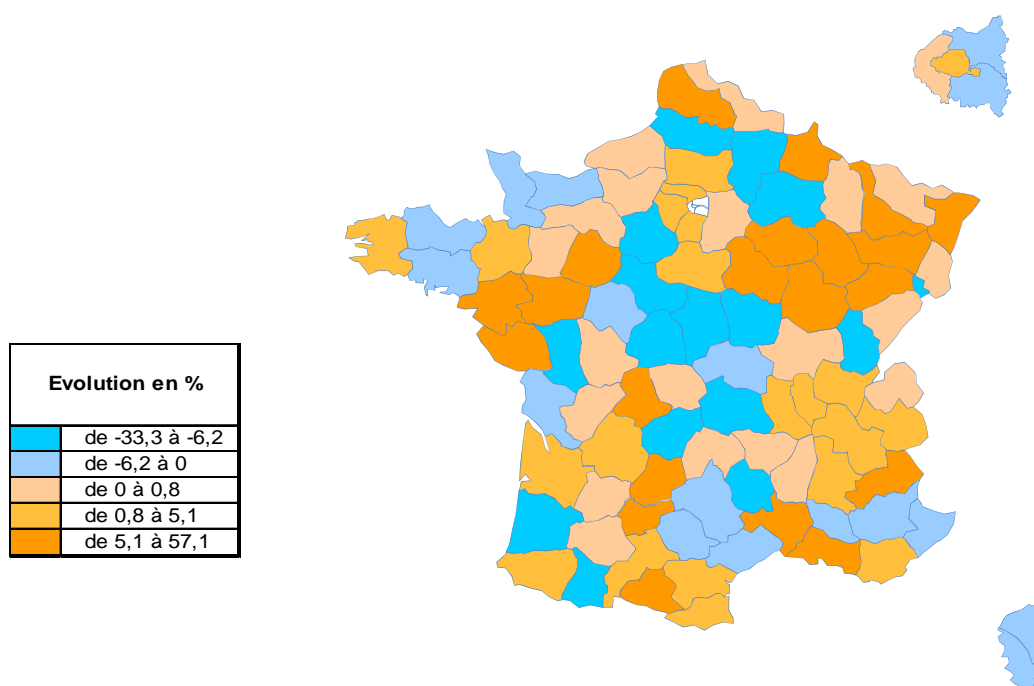 Evolution en %
de -33,3 à -6,2
de -6,2 à 0
de 0 à 0,8
de 0,8 à 5,1
de 5,1 à 57,1